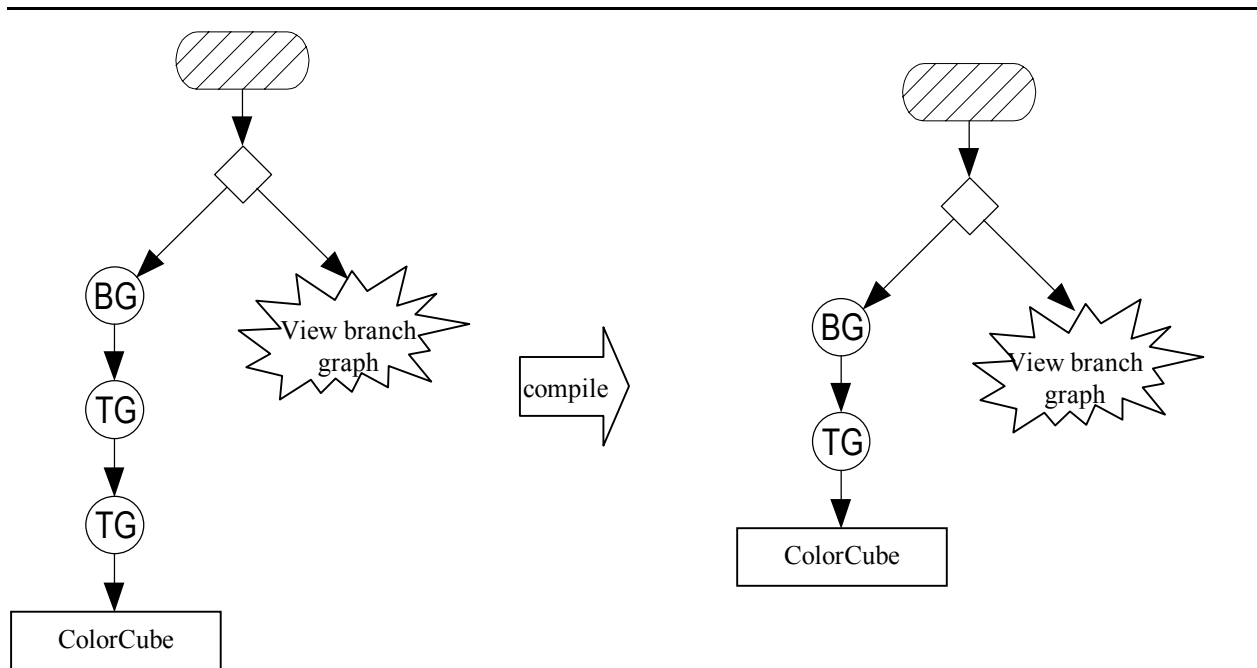 BG
View branch
graph
TG
TG
ColorCube
compile
BG
View branch
graph
TG
ColorCube